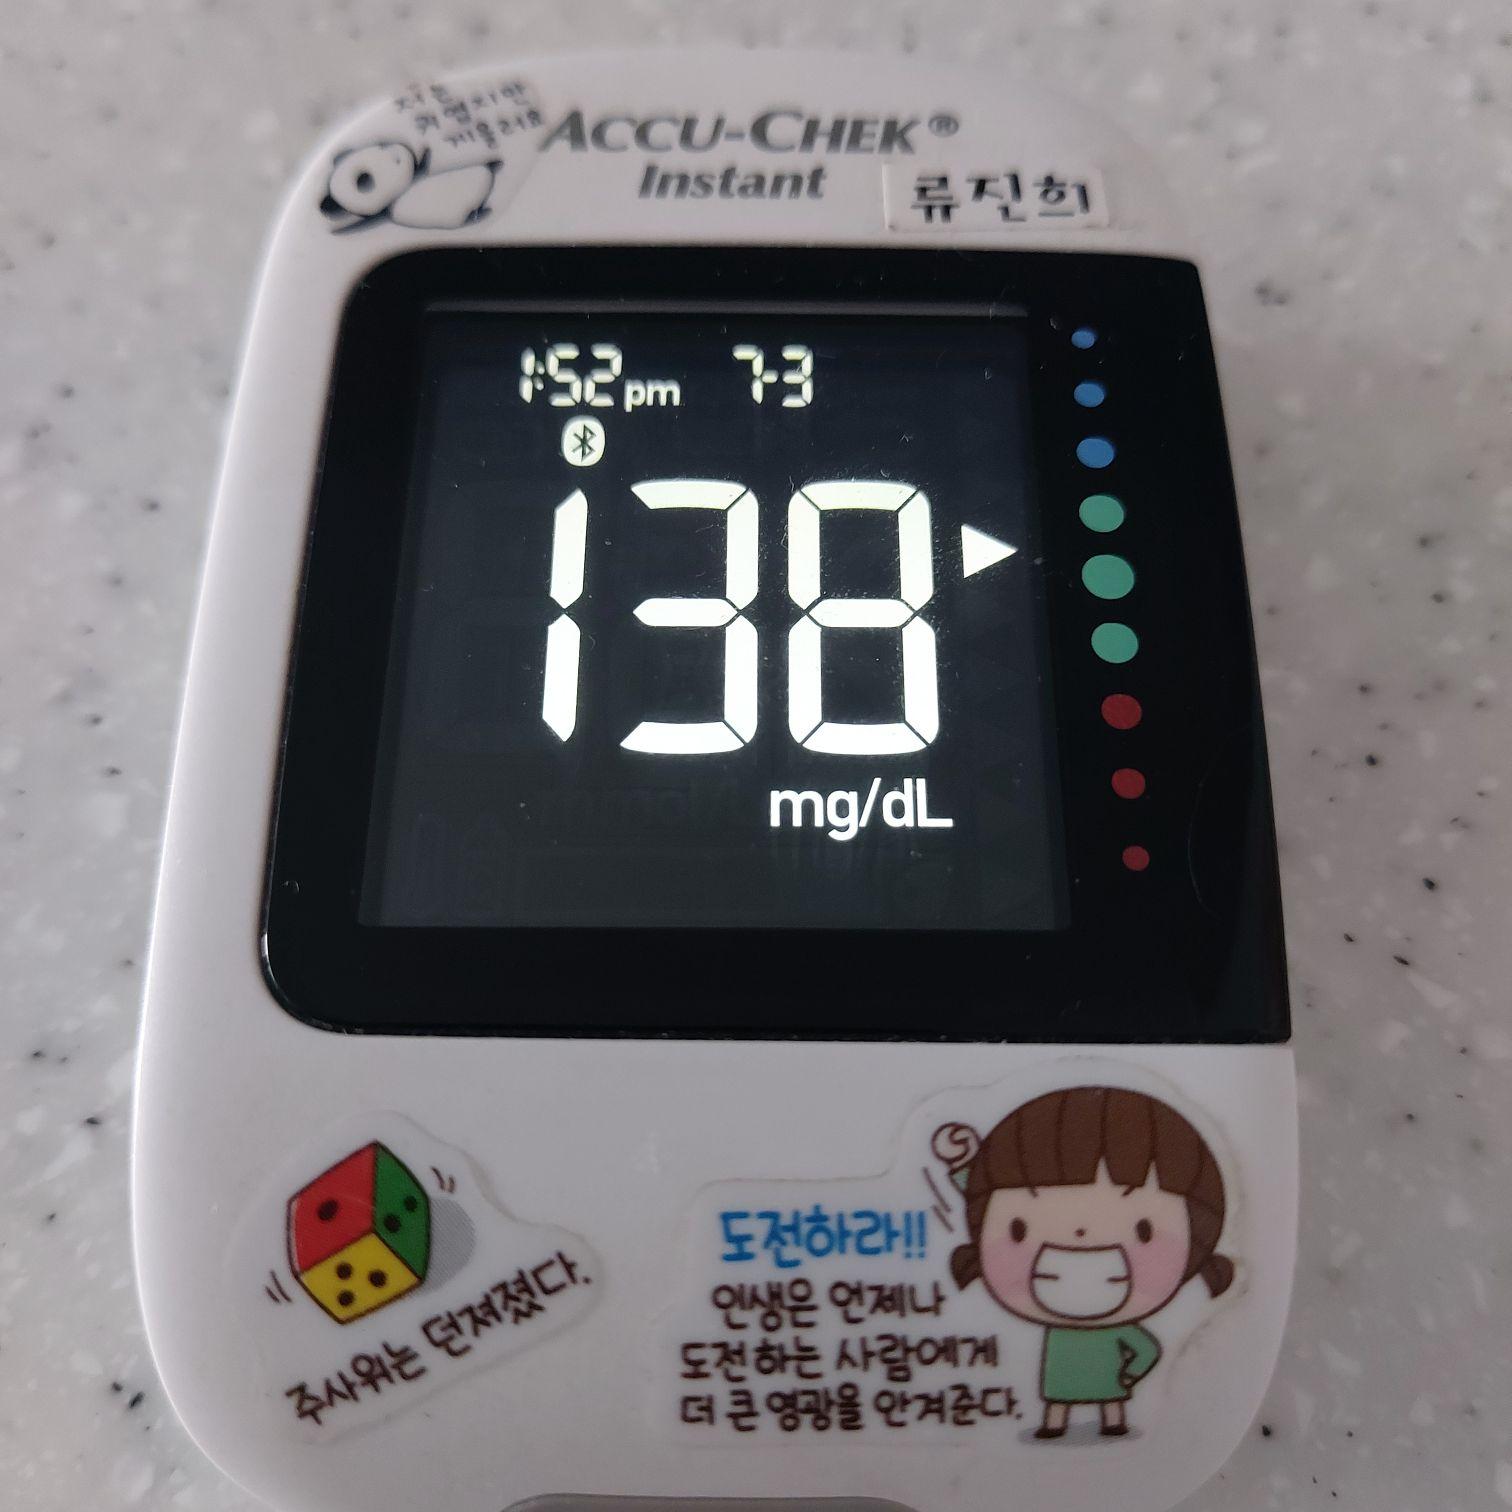 저는
귀엽지만
게을러요
ACCU-CHEK®
Instant
류진희
1:52 pm 7-3
138
mg/dL
주사위는 던져졌다.
도전하라!!
인생은 언제나
도전하는 사람에게
더 큰 영광을 안겨준다.